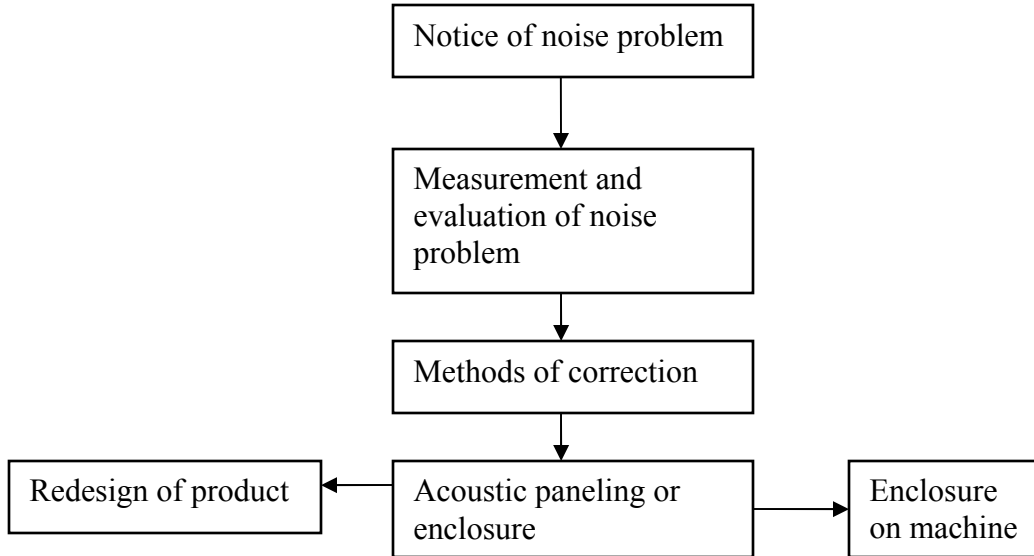 Notice of noise problem
Measurement and
evaluation of noise
problem
Methods of correction
Redesign of product
Acoustic paneling or
enclosure
Enclosure
on machine